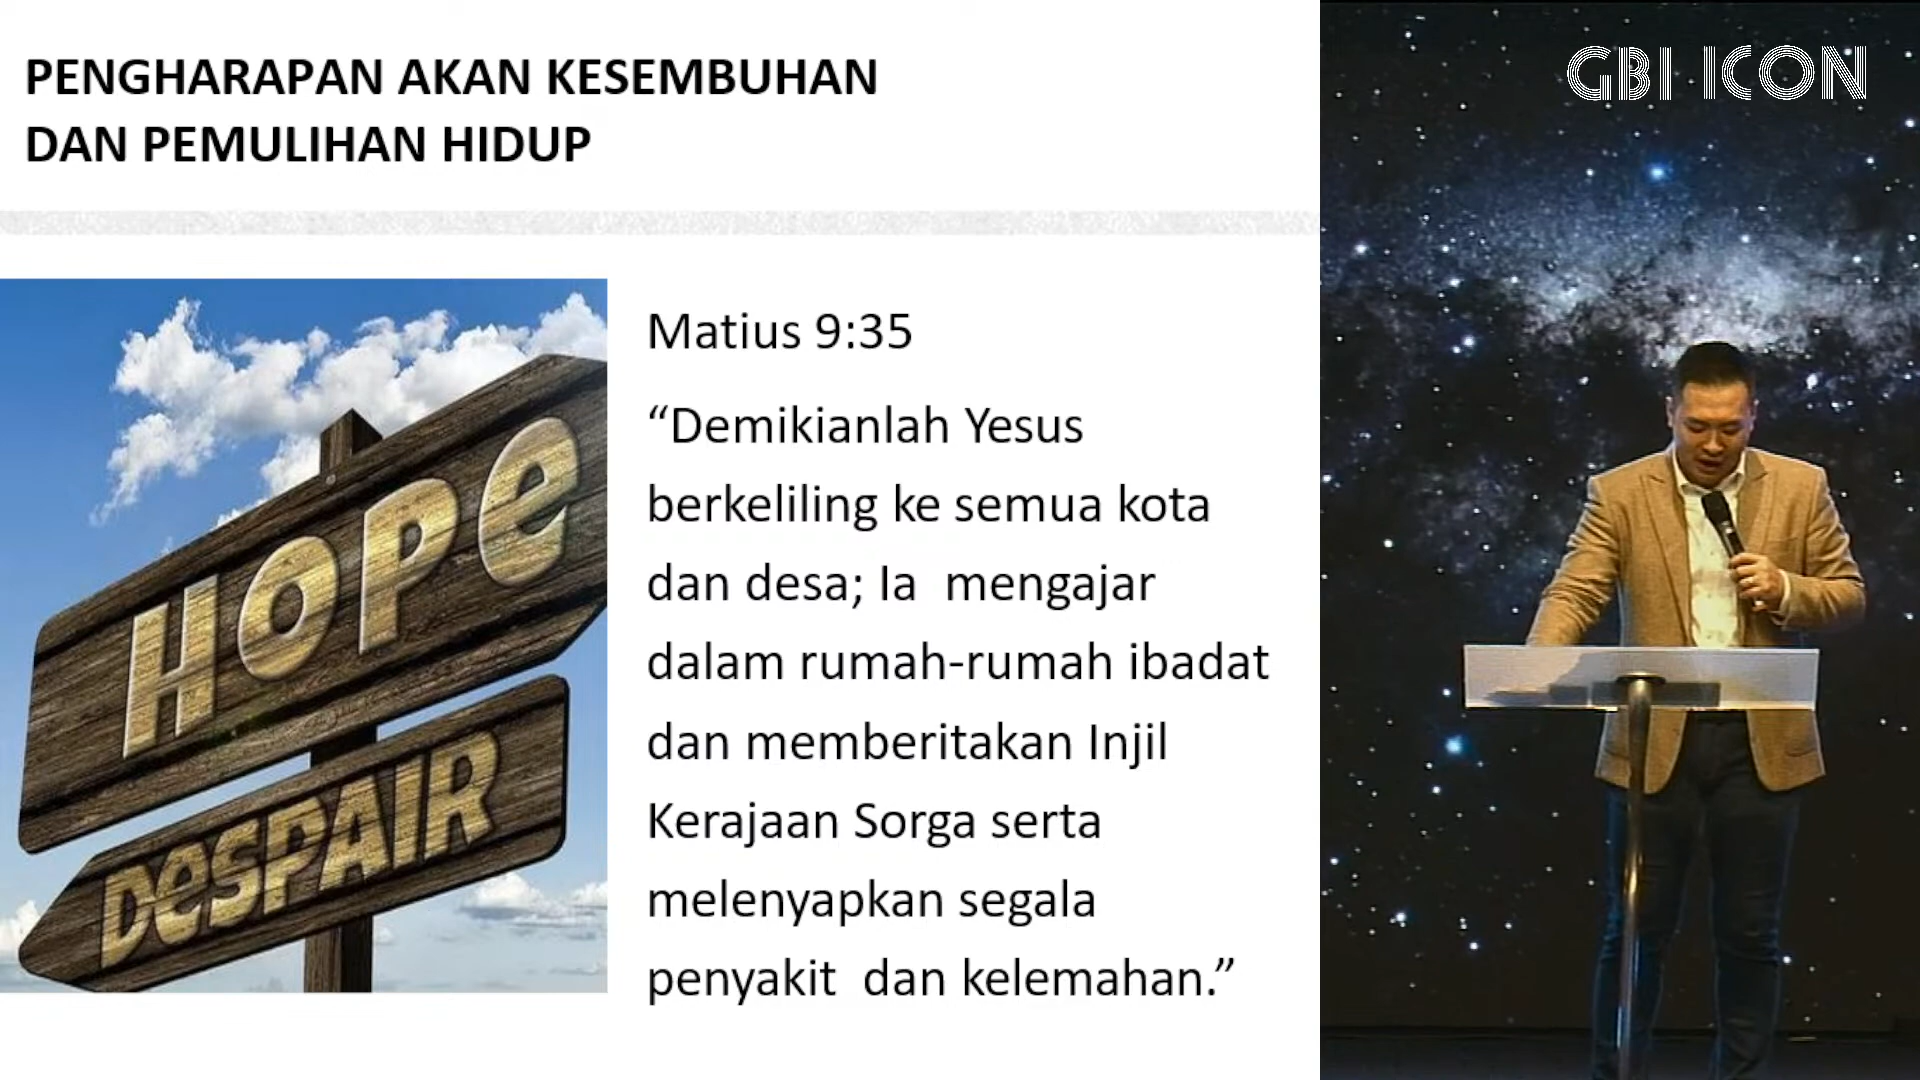 PENGHARAPAN AKAN KESEMBUHAN
DAN PEMULIHAN HIDUP
GBI ICON
HOPe
DesPAIR
Matius 9:35
“Demikianlah Yesus
berkeliling ke semua kota
dan desa; Ia  mengajar
dalam rumah-rumah ibadat
dan memberitakan Injil
Kerajaan Sorga serta
melenyapkan segala
penyakit  dan kelemahan.”